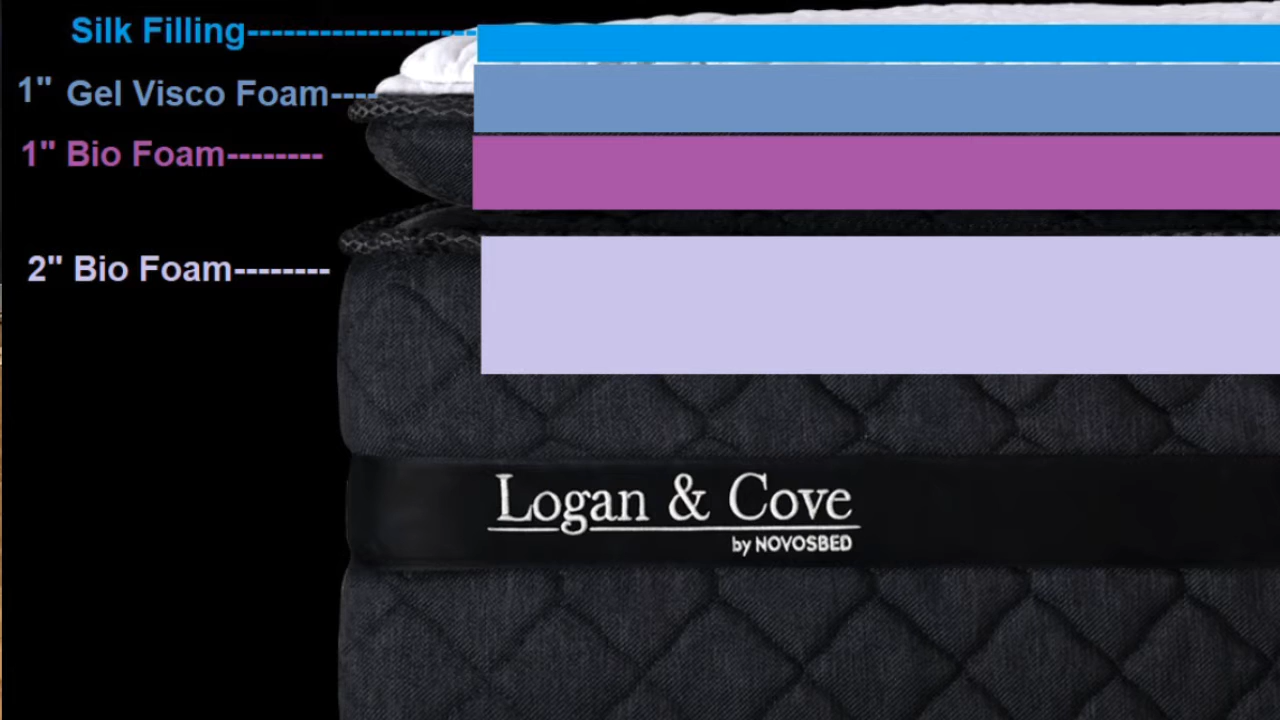 Silk Filling-------------------
1" Gel Visco Foam----
1" Bio Foam--------
2" Bio Foam--------
Logan & Cove
by NOVOSBED